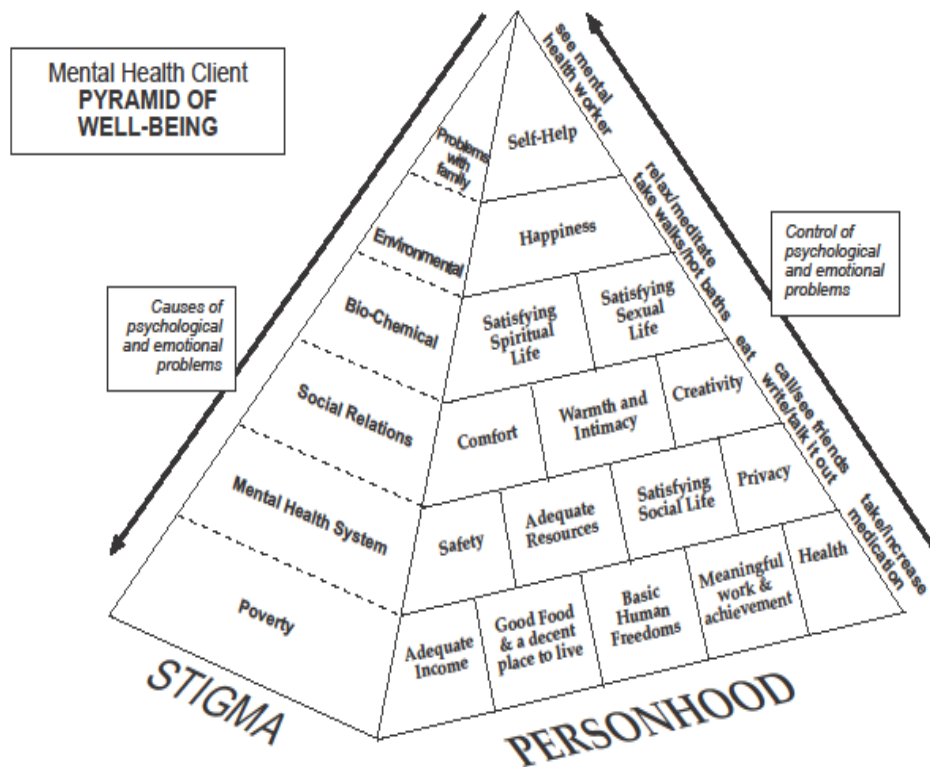 Mental Health Client
PYRAMID OF
WELL-BEING
Causes of
psychological
and emotional
problems
Control of
psychological
and emotional
problems
Problems
with
family
Environmental
Bio-Chemical
Social Relations
Mental Health System
Poverty
STIGMA
Self-Help
Happiness
Satisfying
Spiritual
Life
Satisfying
Sexual
Life
Comfort
Warmth and
Intimacy
Creativity
Safety
Adequate
Resources
Satisfying
Social Life
Privacy
Adequate
Income
Good Food
& a decent
place to live
Basic
Human
Freedoms
Meaningful
work &
achievement
Health
PERSONHOOD
see mental
health worker
relax/meditate
take walks/hot baths
eat
call/see friends
write/talk it out
take/increase
medication